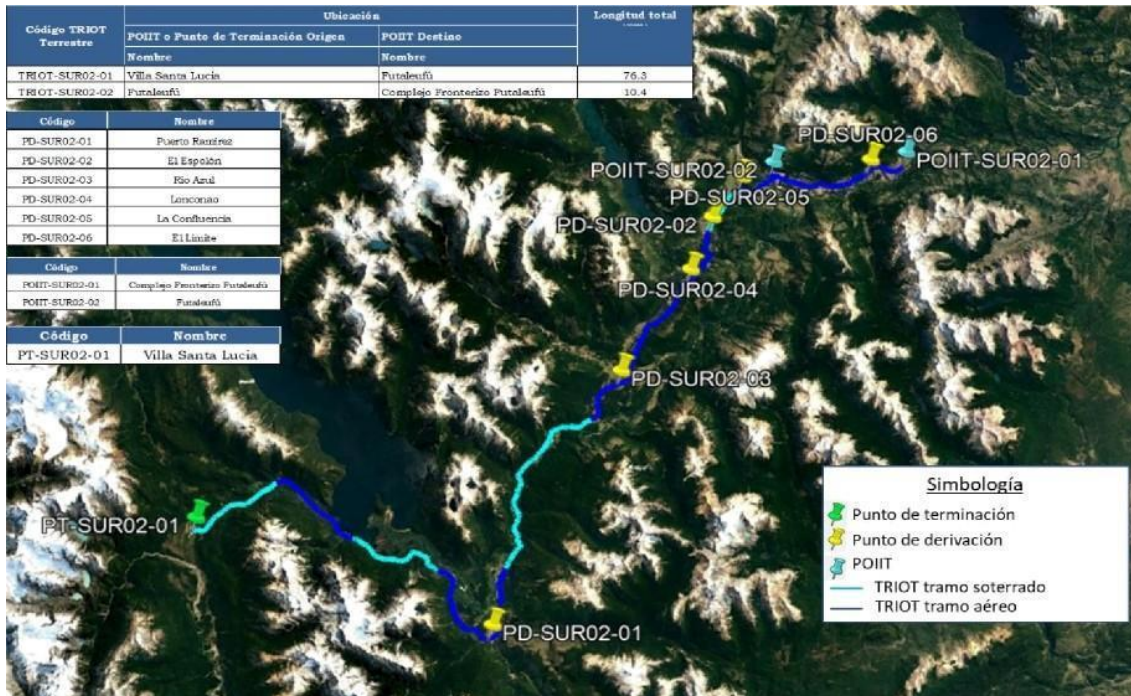 Código TRIOT Terrestre
Ubicación
Longitud total
POIIT o Punto de Terminación Origen
POIIT Destino
Nombre
Nombre
TRIOT-SUR02-01 Villa Santa Lucia Futaleufú 76.3
TRIOT-SUR02-02 Futaleufú Complejo Fronterizo Futaleufú 10.4
Código Nombre
PD-SUR02-01 Puerto Ramírez
PD-SUR02-02 El Espolón
PD-SUR02-03 Rio Azul
PD-SUR02-04 Lonconao
PD-SUR02-05 La Confluencia
PD-SUR02-06 El Limite
Código Nombre
POIIT-SUR02-01 Complejo Fronterizo Futaleufú
POIIT-SUR02-02 Futaleufú
Código Nombre
PT-SUR02-01 Villa Santa Lucia
PD-SUR02-06
POIIT-SUR02-01
POIIT-SUR02-02
PD-SUR02-05
PD-SUR02-02
PD-SUR02-04
PD-SUR02-03
PT-SUR02-01
PD-SUR02-01
Simbología
Punto de terminación
Punto de derivación
POIIT
TRIOT tramo soterrado
TRIOT tramo aéreo